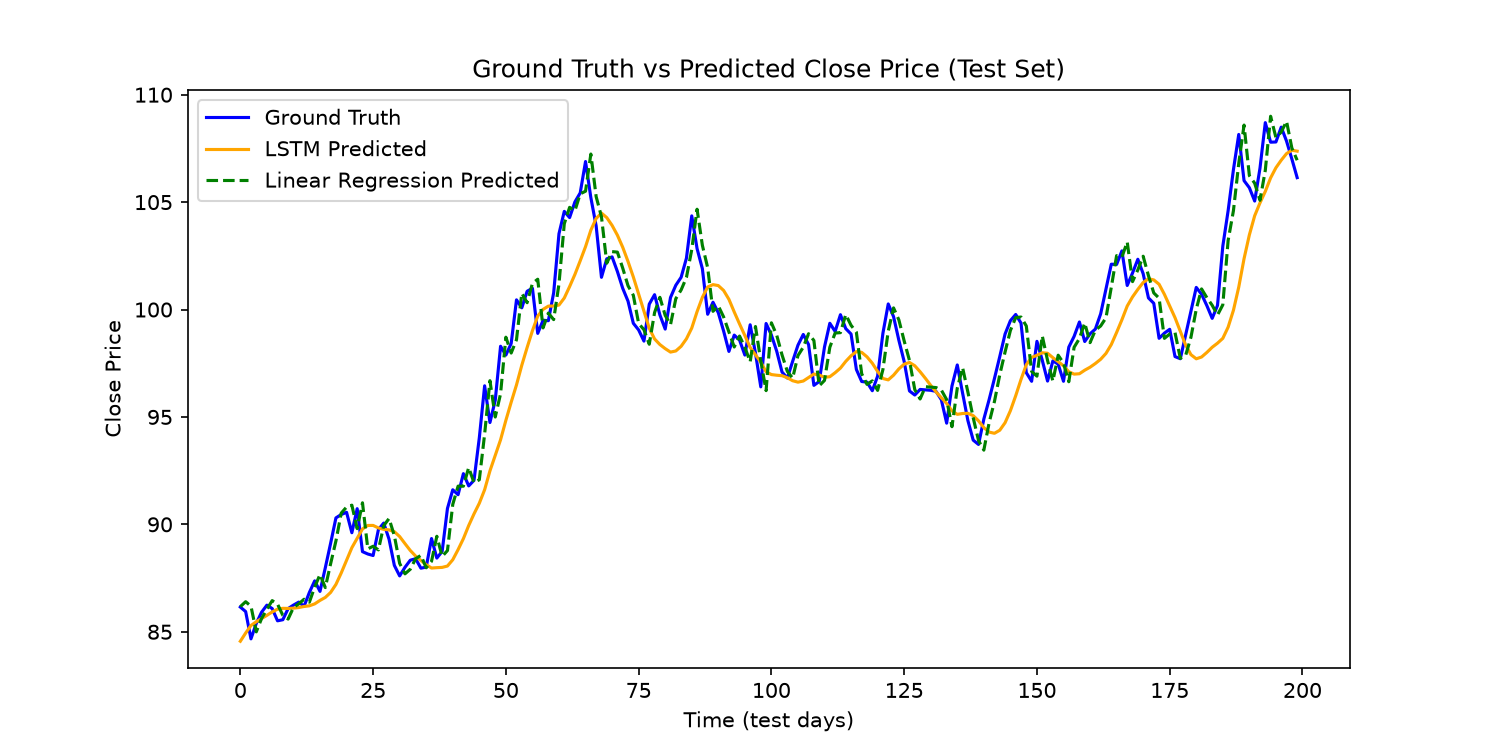 Ground Truth vs Predicted Close Price (Test Set)
110
105
100
95
90
85
Close Price
Ground Truth
LSTM Predicted
Linear Regression Predicted
0 25 50 75 100 125 150 175 200
Time (test days)